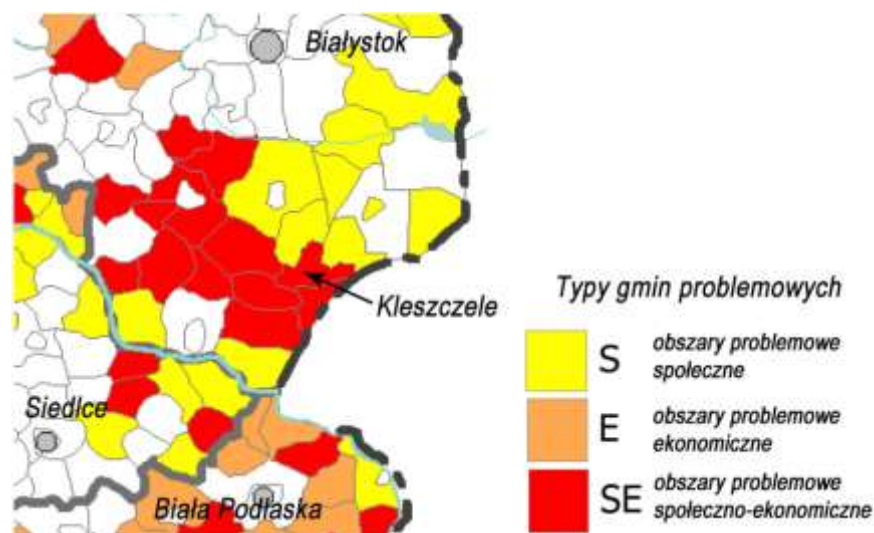 Białystok
Kleszczele
Siedlce
Biała Podlaska
Typy gmin problemowych
S obszary problemowe
społeczne
E obszary problemowe
ekonomiczne
SE obszary problemowe
społeczno-ekonomiczne